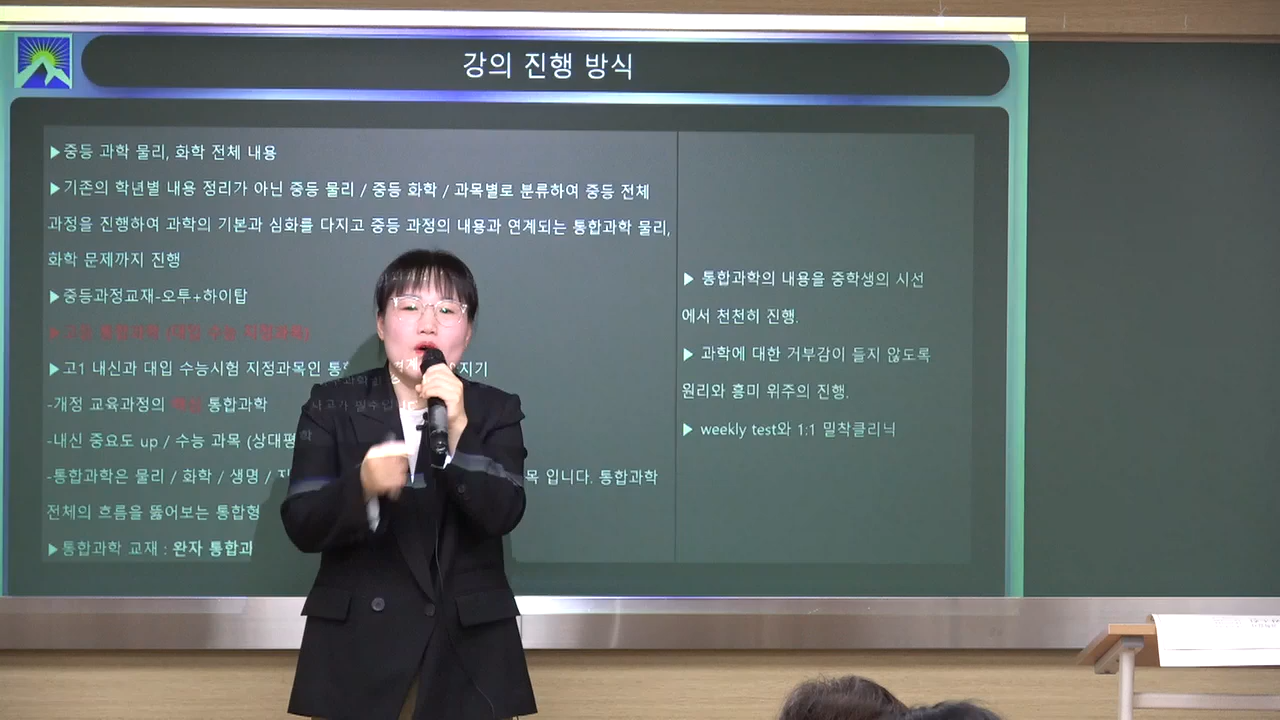 강의 진행 방식
▶중등 과학 물리, 화학 전체 내용
▶기존의 학년별 내용 정리가 아닌 중등 물리 / 중등 화학 / 과목별로 분류하여 중등 전체
과정을 진행하여 과학의 기본과 심화를 다지고 중등 과정의 내용과 연계되는 통합과학 물리,
화학 문제까지 진행
▶중등과정교재-오투+하이탑
▶고1 내신과 대입 수능시험 지정과목인 지기
-개정 교육과정의 통합과학
-내신 중요도 up / 수능 과목
-통합과학은 물리 / 화학 / 생명 / 입니다. 통합과학
전체의 흐름을 뚫어보는
▶통합과학 교재 : 완자
▶ 통합과학의 내용을 중학생의 시선
에서 천천히 진행.
▶ 과학에 대한 거부감이 들지 않도록
원리와 흥미 위주의 진행.
▶ weekly test와 1:1 밀착클리닉